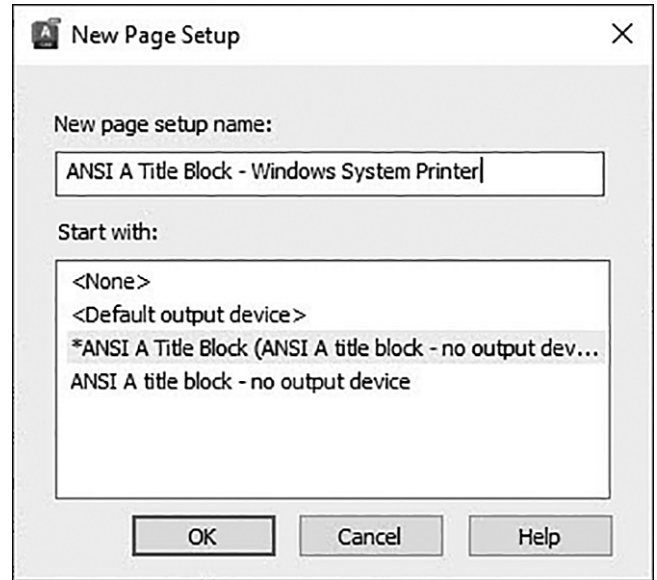 New Page Setup
New page setup name:
ANSI A Title Block - Windows System Printer
Start with:
<None>
<Default output device>
*ANSI A Title Block (ANSI A title block - no output dev...
ANSI A title block - no output device
OK Cancel Help